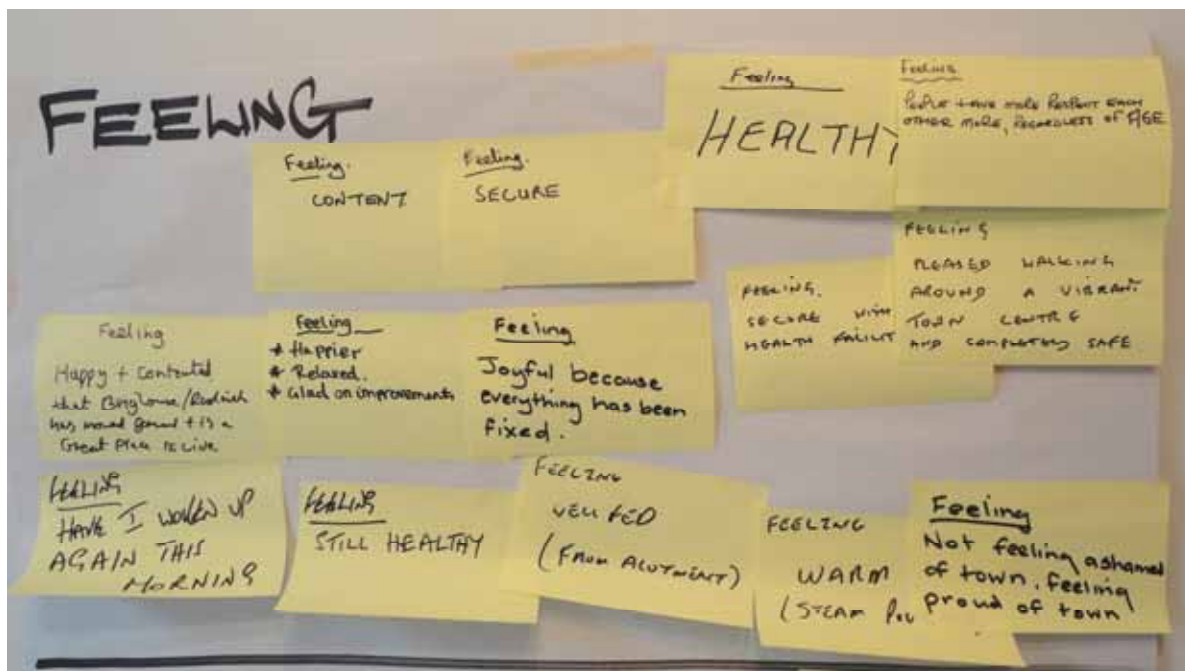 FEELING
Feeling.
CONTENT
Feeling.
SECURE
Feeling
HEALTHY
Feeling
PEOPLE HAVE MORE RESPECT EACH
OTHER MORE, REGARDLESS OF AGE
FEELING.
SECURE WITH
HEALTH FACILIT
FEELING
PLEASED WALKING
AROUND A VIBRANT
TOWN CENTRE
AND COMPLETELY SAFE
Feeling
Happy + Contented
that Brighouse/Rastrick
has moved forward + is a
Great Place to Live
Feeling
* Happier
* Relaxed.
* Glad on improvements
Feeling
Joyful because
everything has been
fixed.
FEELING
HAVE I WOKEN UP
AGAIN THIS
MORNING
FEELING
STILL HEALTHY
FEELING
WELL FED
(FROM ALOTMENT)
FEELING
WARM
(STEAM
Feeling
Not feeling ashamed
of town. feeling
proud of town